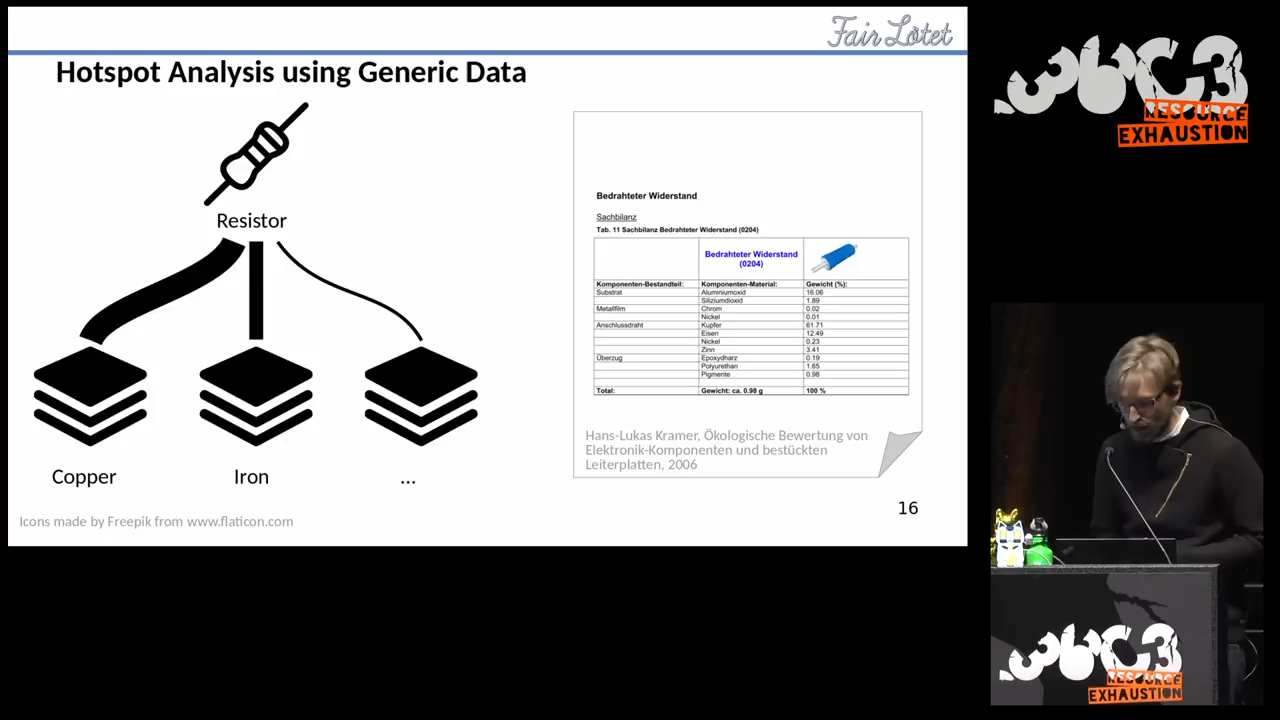 Fair Lötet
Hotspot Analysis using Generic Data
Resistor
Copper
Iron
...
Icons made by Freepik from www.flaticon.com
Bedrahteter Widerstand
Sachbilanz
Tab. 11 Sachbilanz Bedrahteter Widerstand (0204)
Bedrahteter Widerstand
(0204)
Komponenten-Bestandteil: Komponenten-Material: Gewicht (%):
Substrat Aluminiumoxid 16.06
Siliziumdioxid 1.89
Metallfilm Chrom 0.02
Nickel 0.01
Anschlussdraht Kupfer 61.71
Eisen 12.49
Nickel 0.23
Zinn 3.41
Überzug Epoxydharz 0.19
Polyurethan 1.65
Pigmente 0.98
Total: Gewicht: ca. 0.98 g 100 %
Hans-Lukas Kramer, Ökologische Bewertung von
Elektronik-Komponenten und bestückten
Leiterplatten, 2006
16
36C3
RESOURCE
EXHAUSTION
36C3
RESOURCE
EXHAUSTION